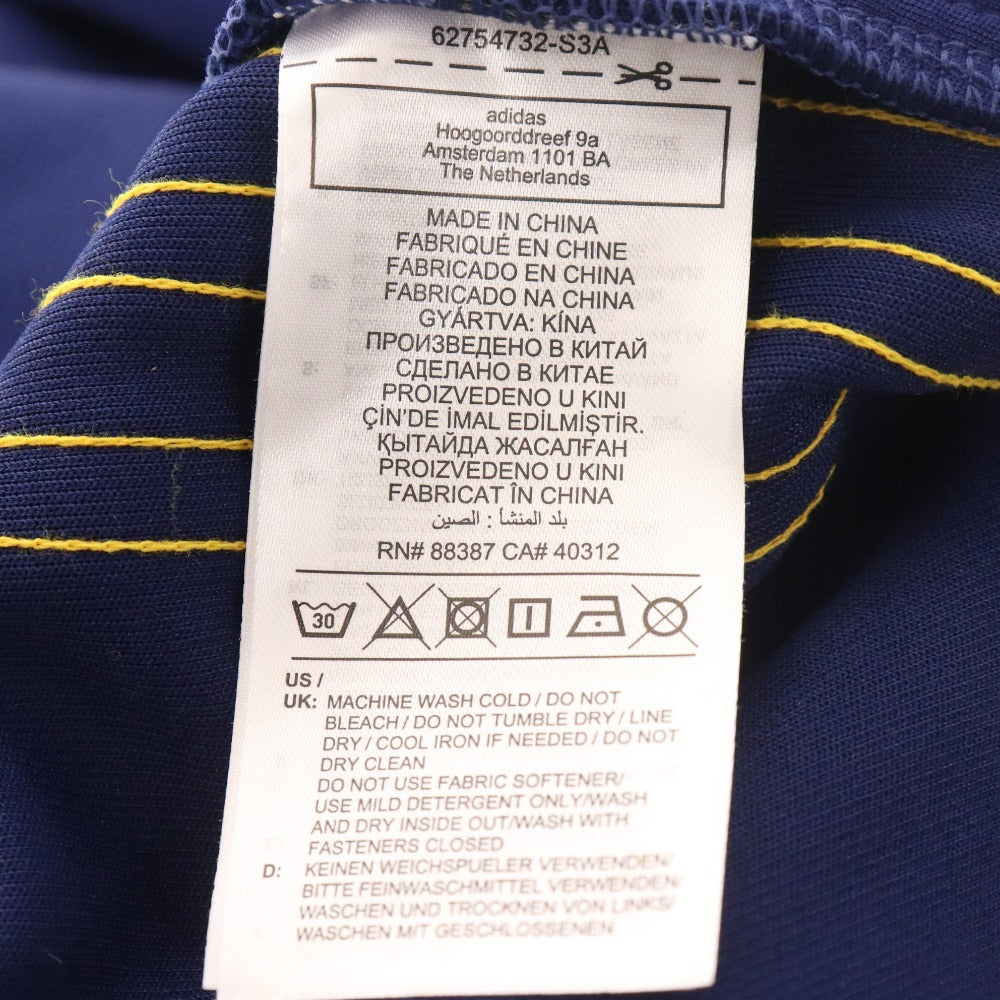 62754732-S3A
adidas
Hoogoorddreef 9a
Amsterdam 1101 BA
The Netherlands
MADE IN CHINA
FABRIQUÉ EN CHINE
FABRICADO EN CHINA
FABRICADO NA CHINA
GYÁRTVA: KÍNA
ПРОИЗВЕДЕНО В КИТАЙ
СДЕЛАНО В КИТАЕ
PROIZVEDENO U KINI
ÇİN'DE İMAL EDİLMİŞTİR.
ҚЫТАЙДА ЖАСАЛҒАН
PROIZVEDENO U KINI
FABRICAT ÎN CHINA
بلد المنشأ : الصين
RN# 88387 CA# 40312
30
US /
UK: MACHINE WASH COLD / DO NOT
BLEACH / DO NOT TUMBLE DRY / LINE
DRY / COOL IRON IF NEEDED / DO NOT
DRY CLEAN
DO NOT USE FABRIC SOFTENER/
USE MILD DETERGENT ONLY/WASH
AND DRY INSIDE OUT/WASH WITH
FASTENERS CLOSED
D: KEINEN WEICHSPUELER VERWENDEN/
BITTE FEINWASCHMITTEL VERWENDEN/
WASCHEN UND TROCKNEN VON LINKS/
WASCHEN MIT GESCHLOSSENEN